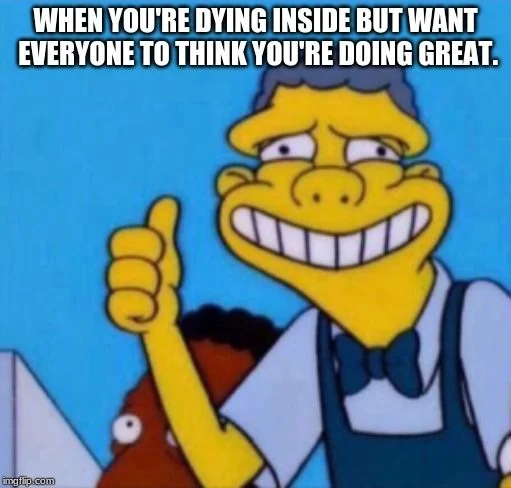 WHEN YOU'RE DYING INSIDE BUT WANT
EVERYONE TO THINK YOU'RE DOING GREAT.
imgflip.com